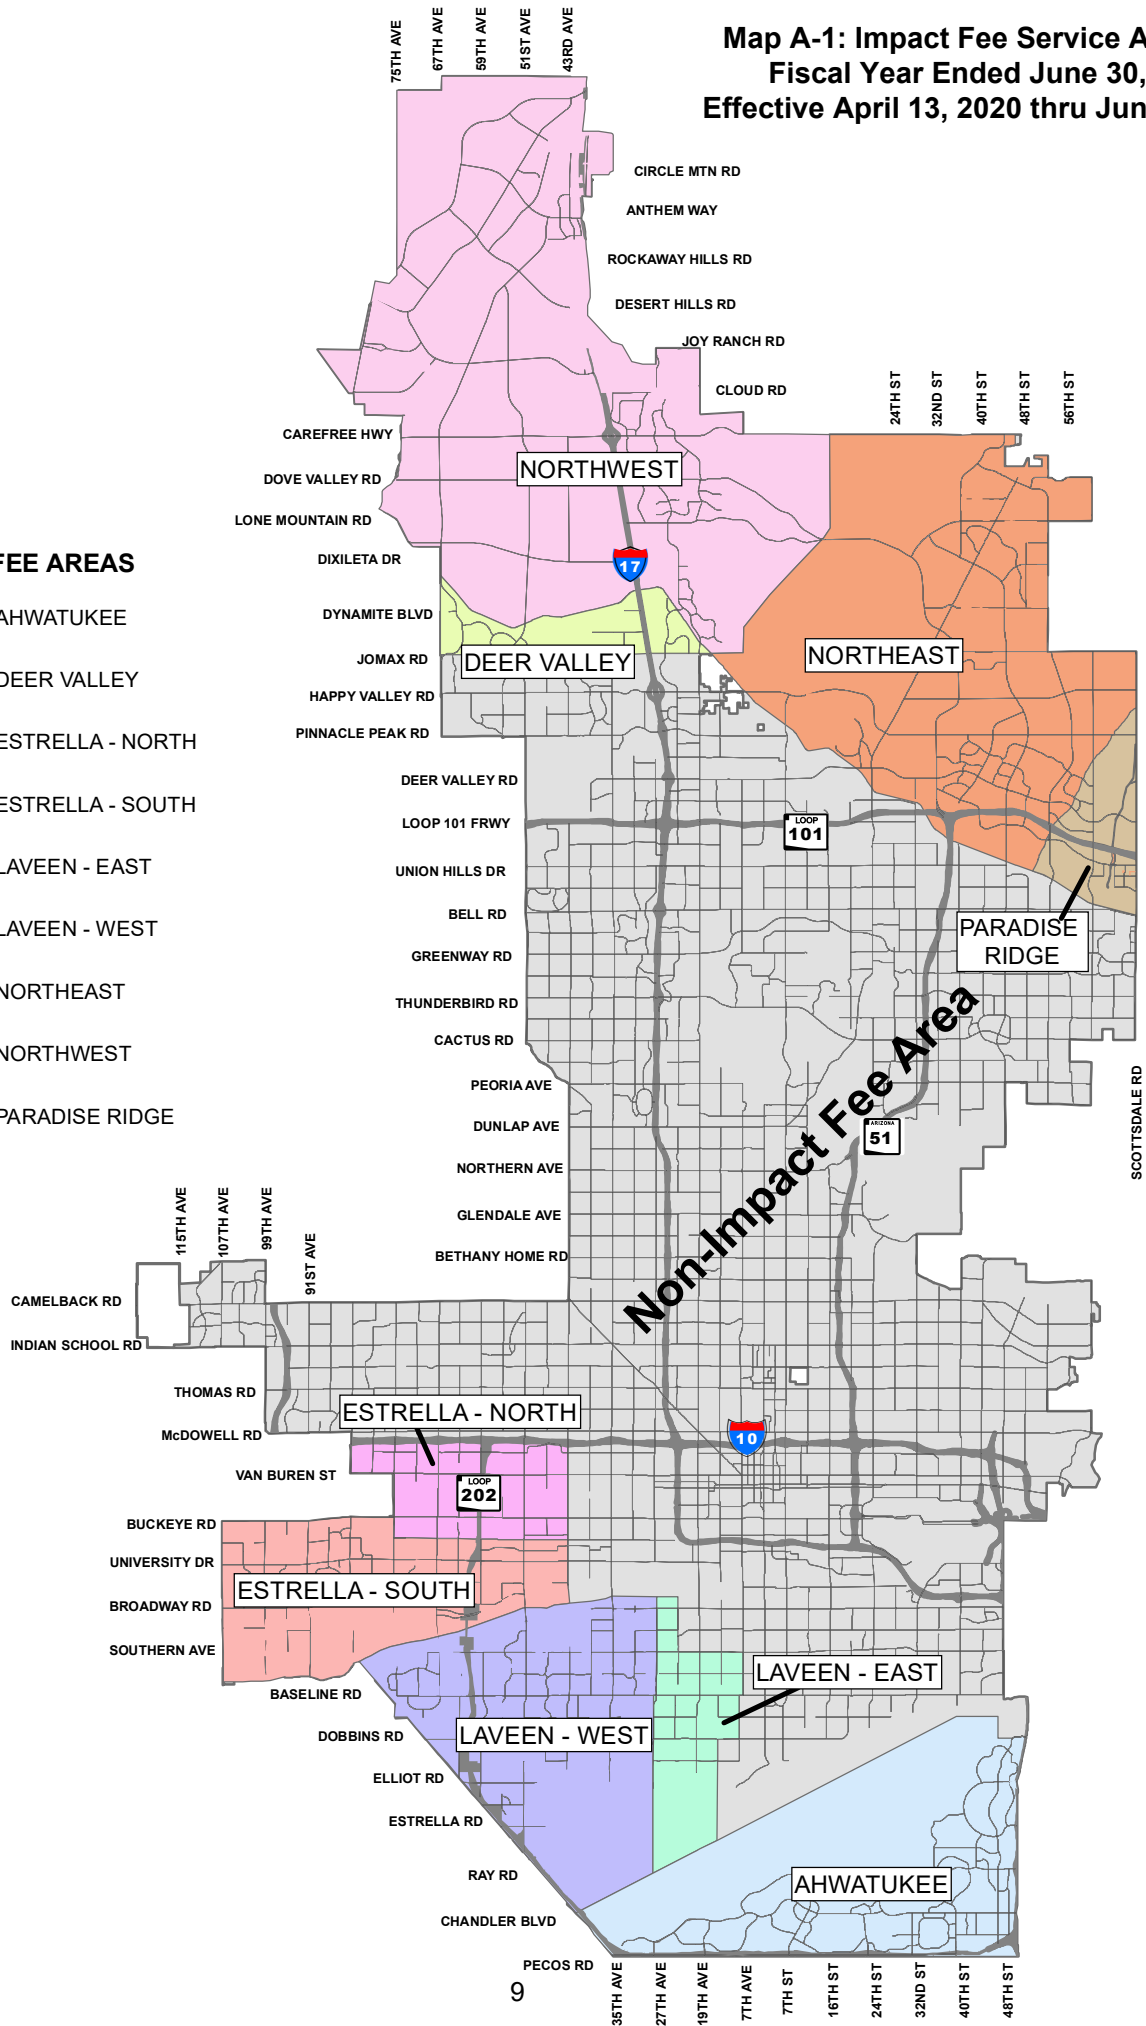 Map A-1: Impact Fee Service A
Fiscal Year Ended June 30,
Effective April 13, 2020 thru Jun
75TH AVE
67TH AVE
59TH AVE
51ST AVE
43RD AVE
CIRCLE MTN RD
ANTHEM WAY
ROCKAWAY HILLS RD
DESERT HILLS RD
JOY RANCH RD
CLOUD RD
24TH ST
32ND ST
40TH ST
48TH ST
56TH ST
CAREFREE HWY
NORTHWEST
DOVE VALLEY RD
LONE MOUNTAIN RD
DIXILETA DR
17
DYNAMITE BLVD
JOMAX RD
DEER VALLEY
NORTHEAST
HAPPY VALLEY RD
PINNACLE PEAK RD
DEER VALLEY RD
LOOP 101 FRWY
LOOP
101
UNION HILLS DR
BELL RD
PARADISE
RIDGE
GREENWAY RD
THUNDERBIRD RD
CACTUS RD
Non-Impact Fee Area
PEORIA AVE
SCOTTSDALE RD
DUNLAP AVE
ARIZONA
51
NORTHERN AVE
GLENDALE AVE
BETHANY HOME RD
FEE AREAS
AHWATUKEE
DEER VALLEY
ESTRELLA - NORTH
ESTRELLA - SOUTH
LAVEEN - EAST
LAVEEN - WEST
NORTHEAST
NORTHWEST
PARADISE RIDGE
115TH AVE
107TH AVE
99TH AVE
91ST AVE
CAMELBACK RD
INDIAN SCHOOL RD
THOMAS RD
ESTRELLA - NORTH
McDOWELL RD
10
VAN BUREN ST
LOOP
202
BUCKEYE RD
UNIVERSITY DR
ESTRELLA - SOUTH
BROADWAY RD
SOUTHERN AVE
LAVEEN - EAST
BASELINE RD
DOBBINS RD
LAVEEN - WEST
ELLIOT RD
ESTRELLA RD
RAY RD
AHWATUKEE
CHANDLER BLVD
PECOS RD
35TH AVE
27TH AVE
19TH AVE
7TH AVE
7TH ST
16TH ST
24TH ST
32ND ST
40TH ST
48TH ST
9